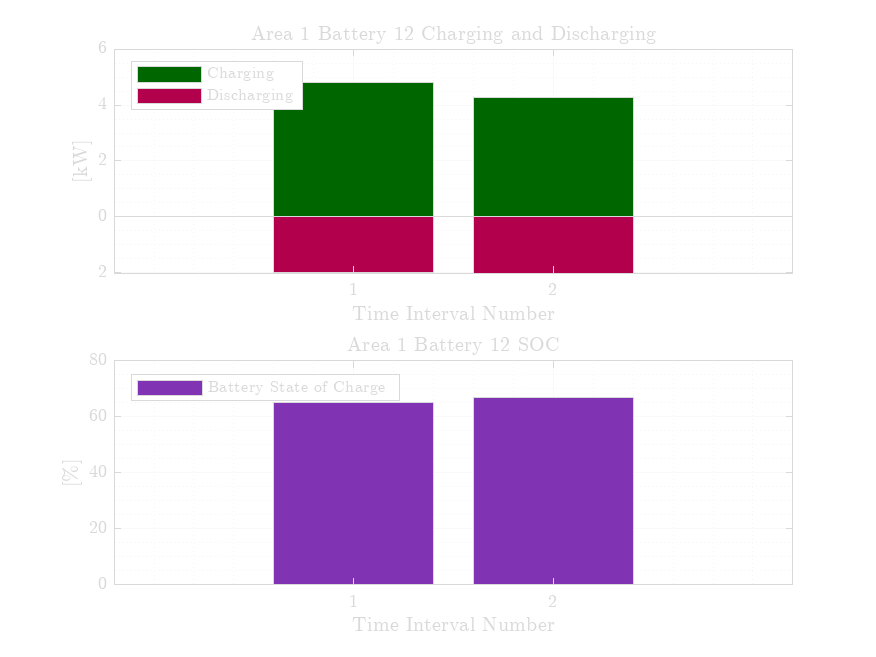 Area 1 Battery 12 Charging and Discharging
6
4
2
0
2
[kW]
Charging
Discharging
1 2
Time Interval Number
Area 1 Battery 12 SOC
80
60
40
20
0
[%]
Battery State of Charge
1 2
Time Interval Number